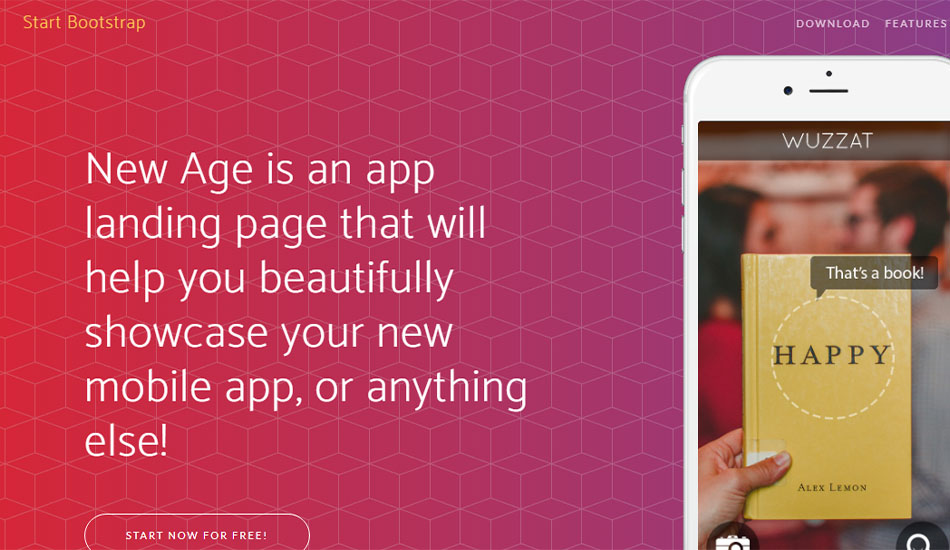 Start Bootstrap
DOWNLOAD FEATURES
New Age is an app
landing page that will
help you beautifully
showcase your new
mobile app, or anything
else!
START NOW FOR FREE!
WUZZAT
That's a book!
HAPPY
ALEX LEMON